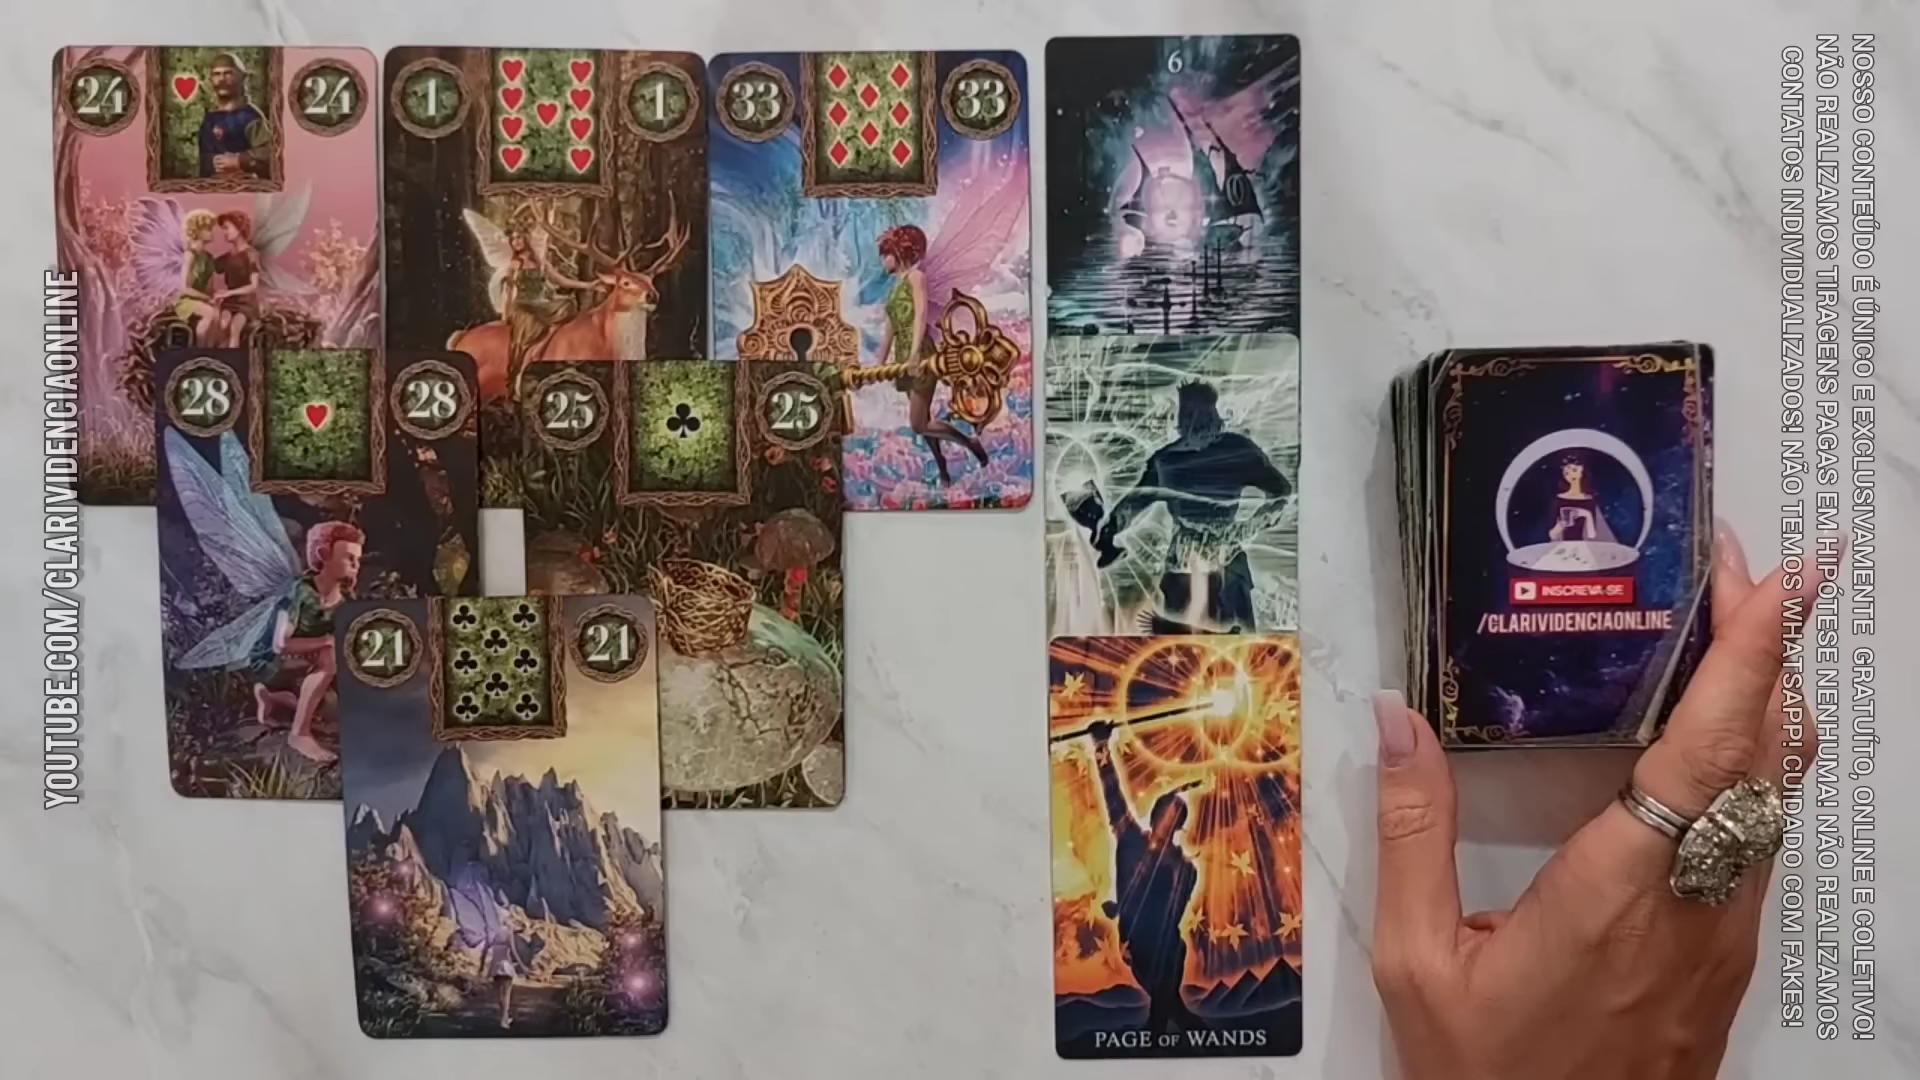 YOUTUBE.COM/CLARIVIDENCIAONLINE
24
24
1
1
33
33
28
28
25
25
21
21
6
PAGE OF WANDS
INSCREVA-SE
/CLARIVIDENCIAONLINE
NOSSO CONTEÚDO É ÚNICO E EXCLUSIVAMENTE GRATUÍTO, ONLINE E COLETIVO!
NÃO REALIZAMOS TIRAGENS PAGAS EM HIPÓTESE NENHUMA! NÃO REALIZAMOS
CONTATOS INDIVIDUALIZADOS! NÃO TEMOS WHATSAPP! CUIDADO COM FAKES!